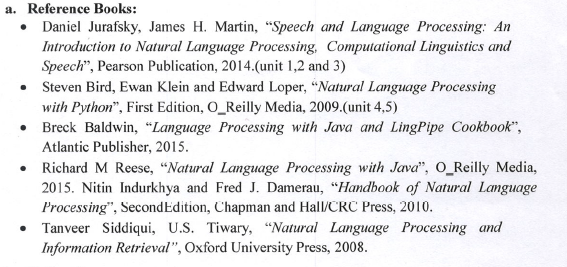 a. Reference Books:
• Daniel Jurafsky, James H. Martin, “Speech and Language Processing: An
Introduction to Natural Language Processing, Computational Linguistics and
Speech”, Pearson Publication, 2014.(unit 1,2 and 3)
• Steven Bird, Ewan Klein and Edward Loper, “Natural Language Processing
with Python”, First Edition, O_Reilly Media, 2009.(unit 4,5)
• Breck Baldwin, “Language Processing with Java and LingPipe Cookbook”,
Atlantic Publisher, 2015.
• Richard M Reese, “Natural Language Processing with Java”, O_Reilly Media,
2015. Nitin Indurkhya and Fred J. Damerau, “Handbook of Natural Language
Processing”, SecondEdition, Chapman and Hall/CRC Press, 2010.
• Tanveer Siddiqui, U.S. Tiwary, “Natural Language Processing and
Information Retrieval”, Oxford University Press, 2008.